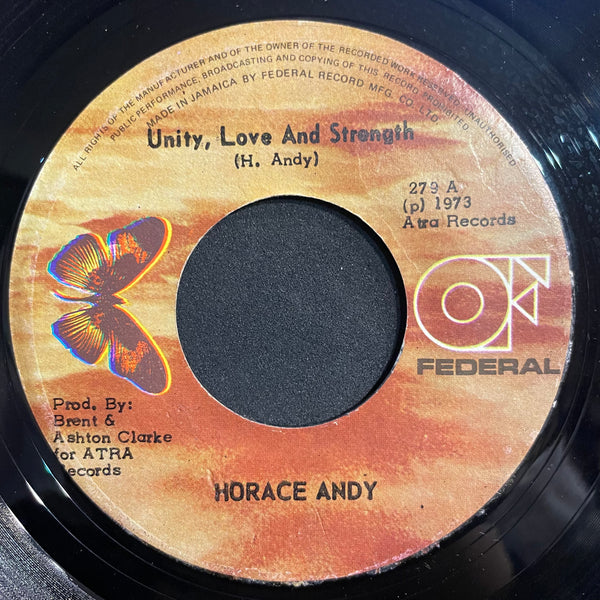 ALL RIGHTS OF THE MANUFACTURER AND OF THE OWNER OF THE RECORDED WORK RESERVED. UNAUTHORISED
PUBLIC PERFORMANCE, BROADCASTING AND COPYING OF THIS RECORD PROHIBITED
MADE IN JAMAICA BY FEDERAL RECORD MFG. CO. LTD.
Unity, Love And Strength
(H. Andy)
279 A
(p) 1973
Atra Records
FEDERAL
Prod. By:
Brent &
Ashton Clarke
for ATRA
Records
HORACE ANDY